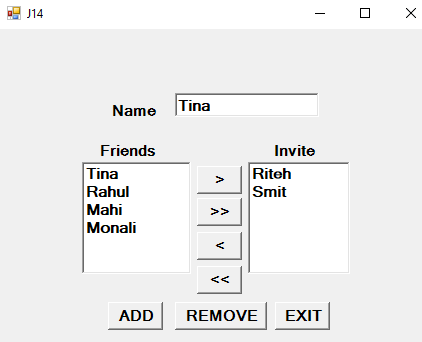 J14
Name Tina
Friends Invite
Tina > Riteh
Rahul >> Smit
Mahi <
Monali <<
ADD REMOVE EXIT